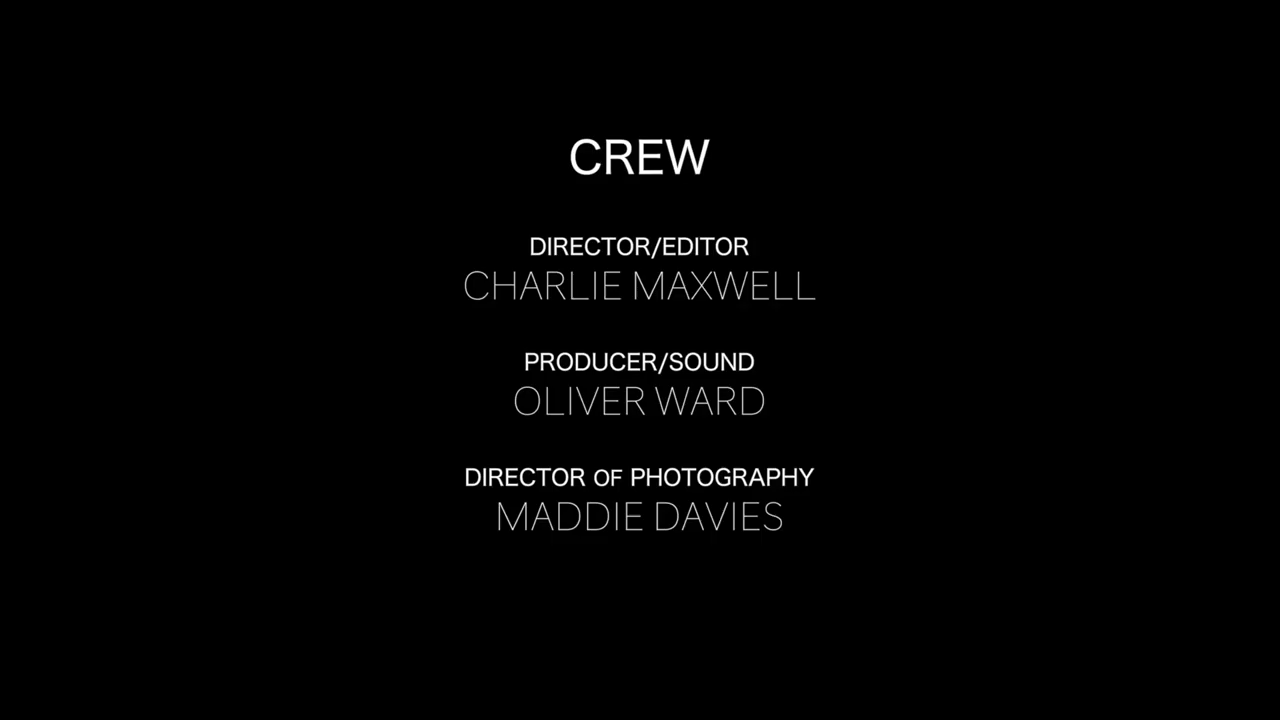 CREW
DIRECTOR/EDITOR
CHARLIE MAXWELL
PRODUCER/SOUND
OLIVER WARD
DIRECTOR OF PHOTOGRAPHY
MADDIE DAVIES